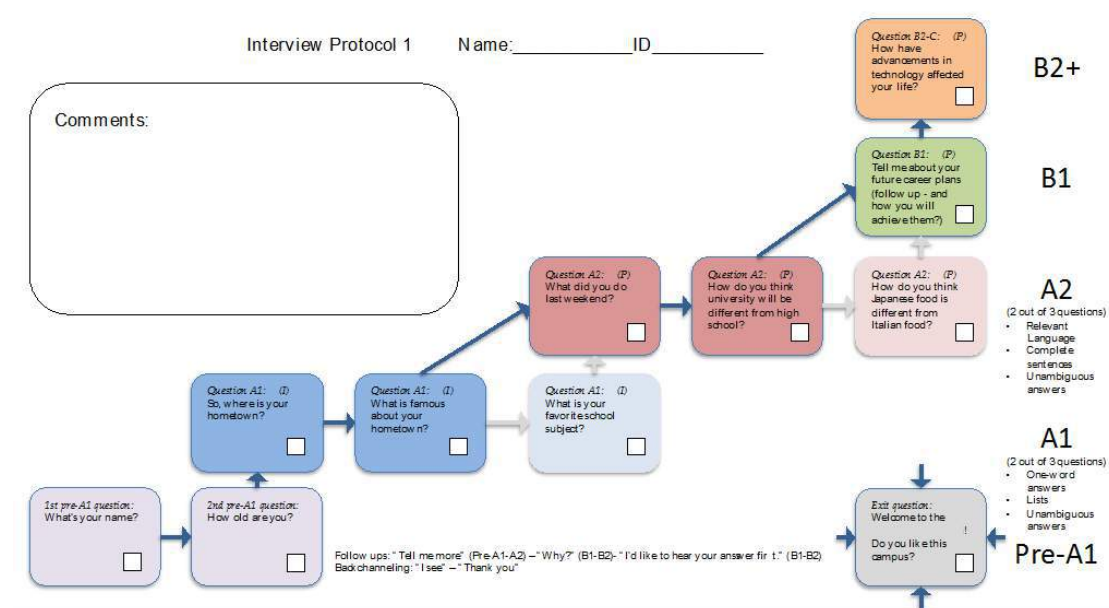 Interview Protocol 1 Name:____________ID__________
Comments:
Question B2-C: (P)
How have
advancements in
technology affected
your life?
B2+
Question B1: (P)
Tell me about your
future career plans
(follow up - and
how you will
achieve them?)
B1
Question A2: (P)
What did you do
last weekend?
Question A2: (P)
How do you think
university will be
different from high
school?
Question A2: (P)
How do you think
Japanese food is
different from
Italian food?
A2
(2 out of 3 questions)
• Relevant
Language
• Complete
sentences
• Unambiguous
answers
Question A1: (I)
So, where is your
hometown?
Question A1: (I)
What is famous
about your
hometown?
Question A1: (I)
What is your
favorite school
subject?
A1
(2 out of 3 questions)
• One-word
answers
• Lists
• Unambiguous
answers
1st pre-A1 question:
What's your name?
2nd pre-A1 question:
How old are you?
Follow ups: "Tell me more" (Pre-A1-A2) – "Why?" (B1-B2)- "I'd like to hear your answer fir t." (B1-B2)
Backchanneling: "I see" – "Thank you"
Exit question:
Welcome to the
!
Do you like this
campus?
Pre-A1